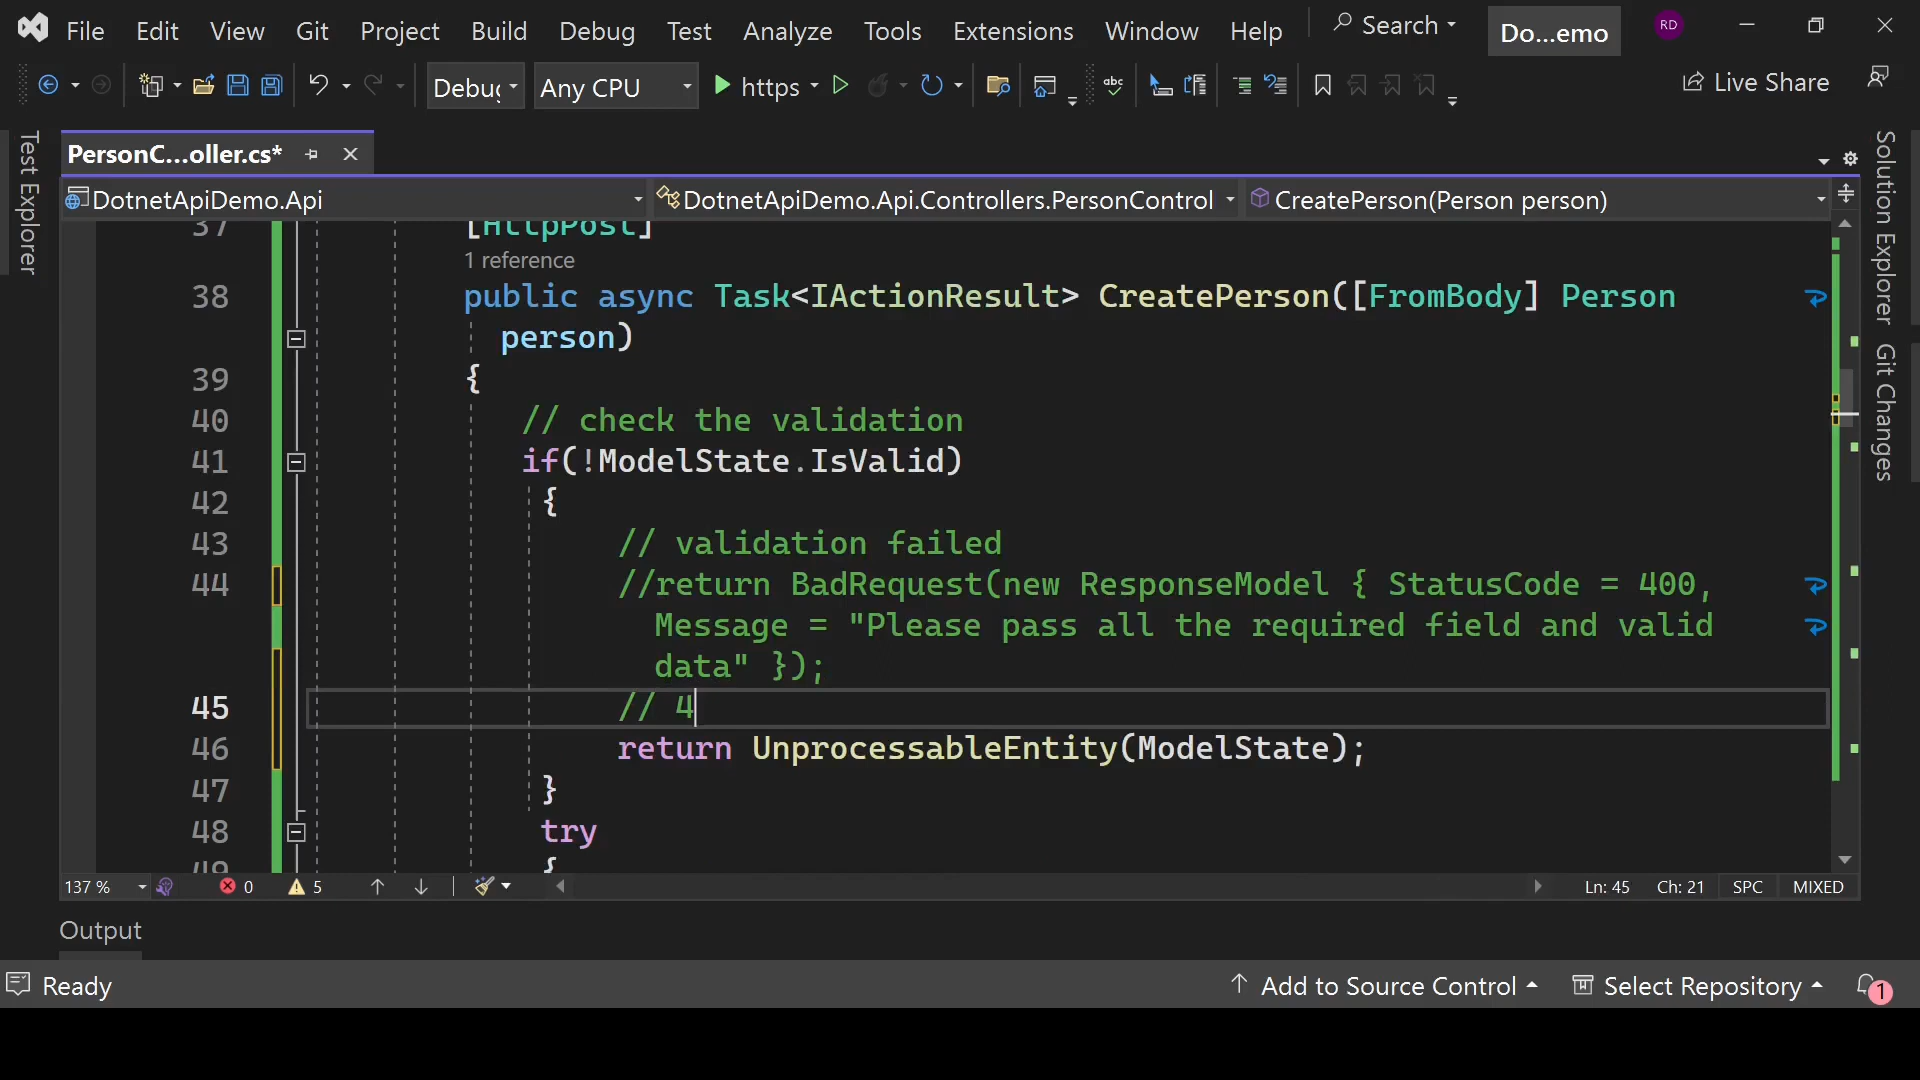 File Edit View Git Project Build Debug Test Analyze Tools Extensions Window Help Search Do...emo RD
Debug Any CPU https abc Live Share
Test Explorer
PersonC...oller.cs*
DotnetApiDemo.Api DotnetApiDemo.Api.Controllers.PersonControl CreatePerson(Person person)
37 [HttpPost]
1 reference
38 public async Task<IActionResult> CreatePerson([FromBody] Person
person)
39 {
40 // check the validation
41 if(!ModelState.IsValid)
42 {
43 // validation failed
44 //return BadRequest(new ResponseModel { StatusCode = 400,
Message = "Please pass all the required field and valid
data" });
45 // 4
46 return UnprocessableEntity(ModelState);
47 }
48 try
49 {
Solution Explorer
Git Changes
137 % 0 5 Ln: 45 Ch: 21 SPC MIXED
Output
Ready Add to Source Control Select Repository 1